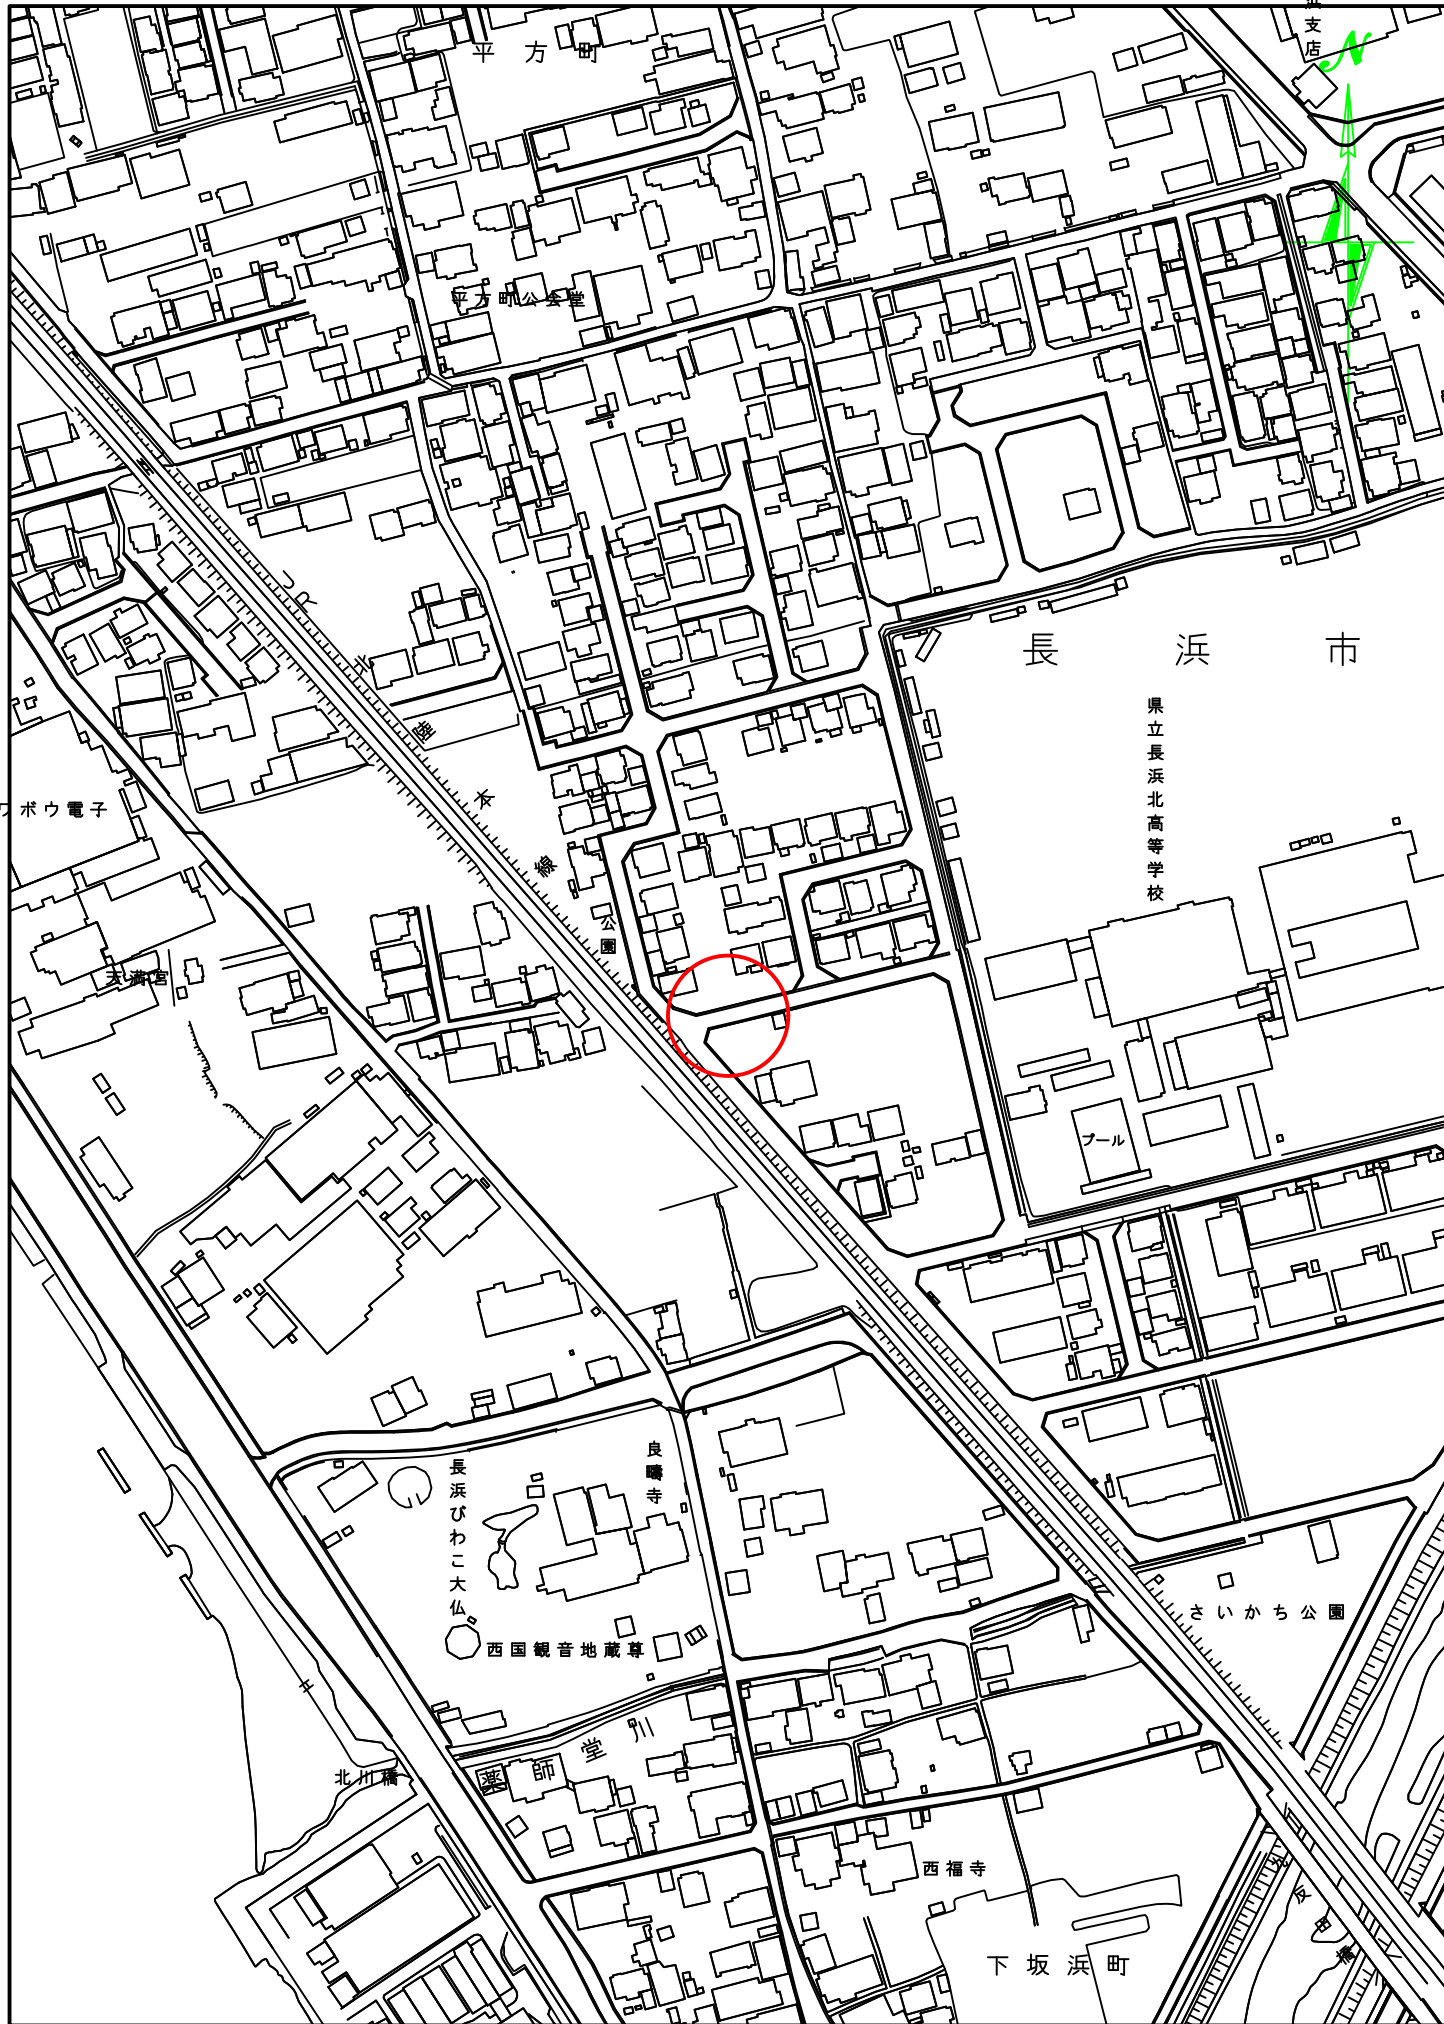 支店
N
平方町
平方町公会堂
長浜市
県立長浜北高等学校
JR北陸本線
ワボウ電子
公園
天満宮
プール
良疇寺
長浜びわこ大仏
西国観音地蔵尊
さいかち公園
薬師堂川
北川橋
西福寺
下坂浜町